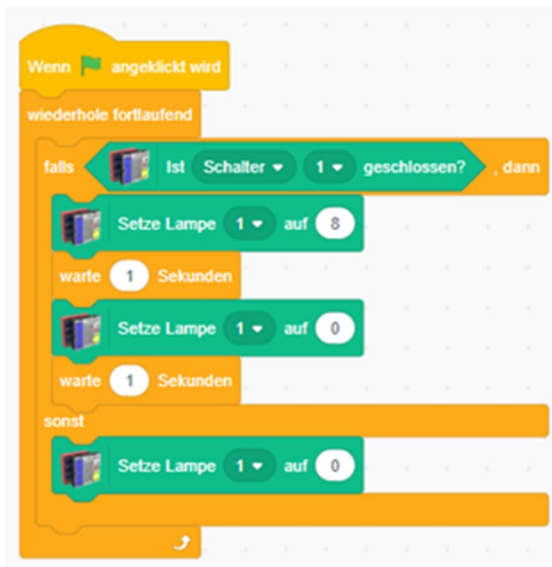 Wenn angeklickt wird
wiederhole fortlaufend
falls Ist Schalter 1 geschlossen? , dann
Setze Lampe 1 auf 8
warte 1 Sekunden
Setze Lampe 1 auf 0
warte 1 Sekunden
sonst
Setze Lampe 1 auf 0